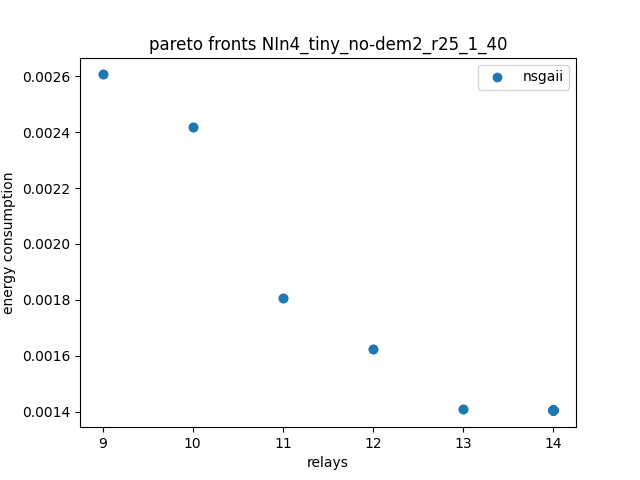 pareto fronts NIn4_tiny_no-dem2_r25_1_40
nsgaii
energy consumption
0.0026
0.0024
0.0022
0.0020
0.0018
0.0016
0.0014
9 10 11 12 13 14
relays